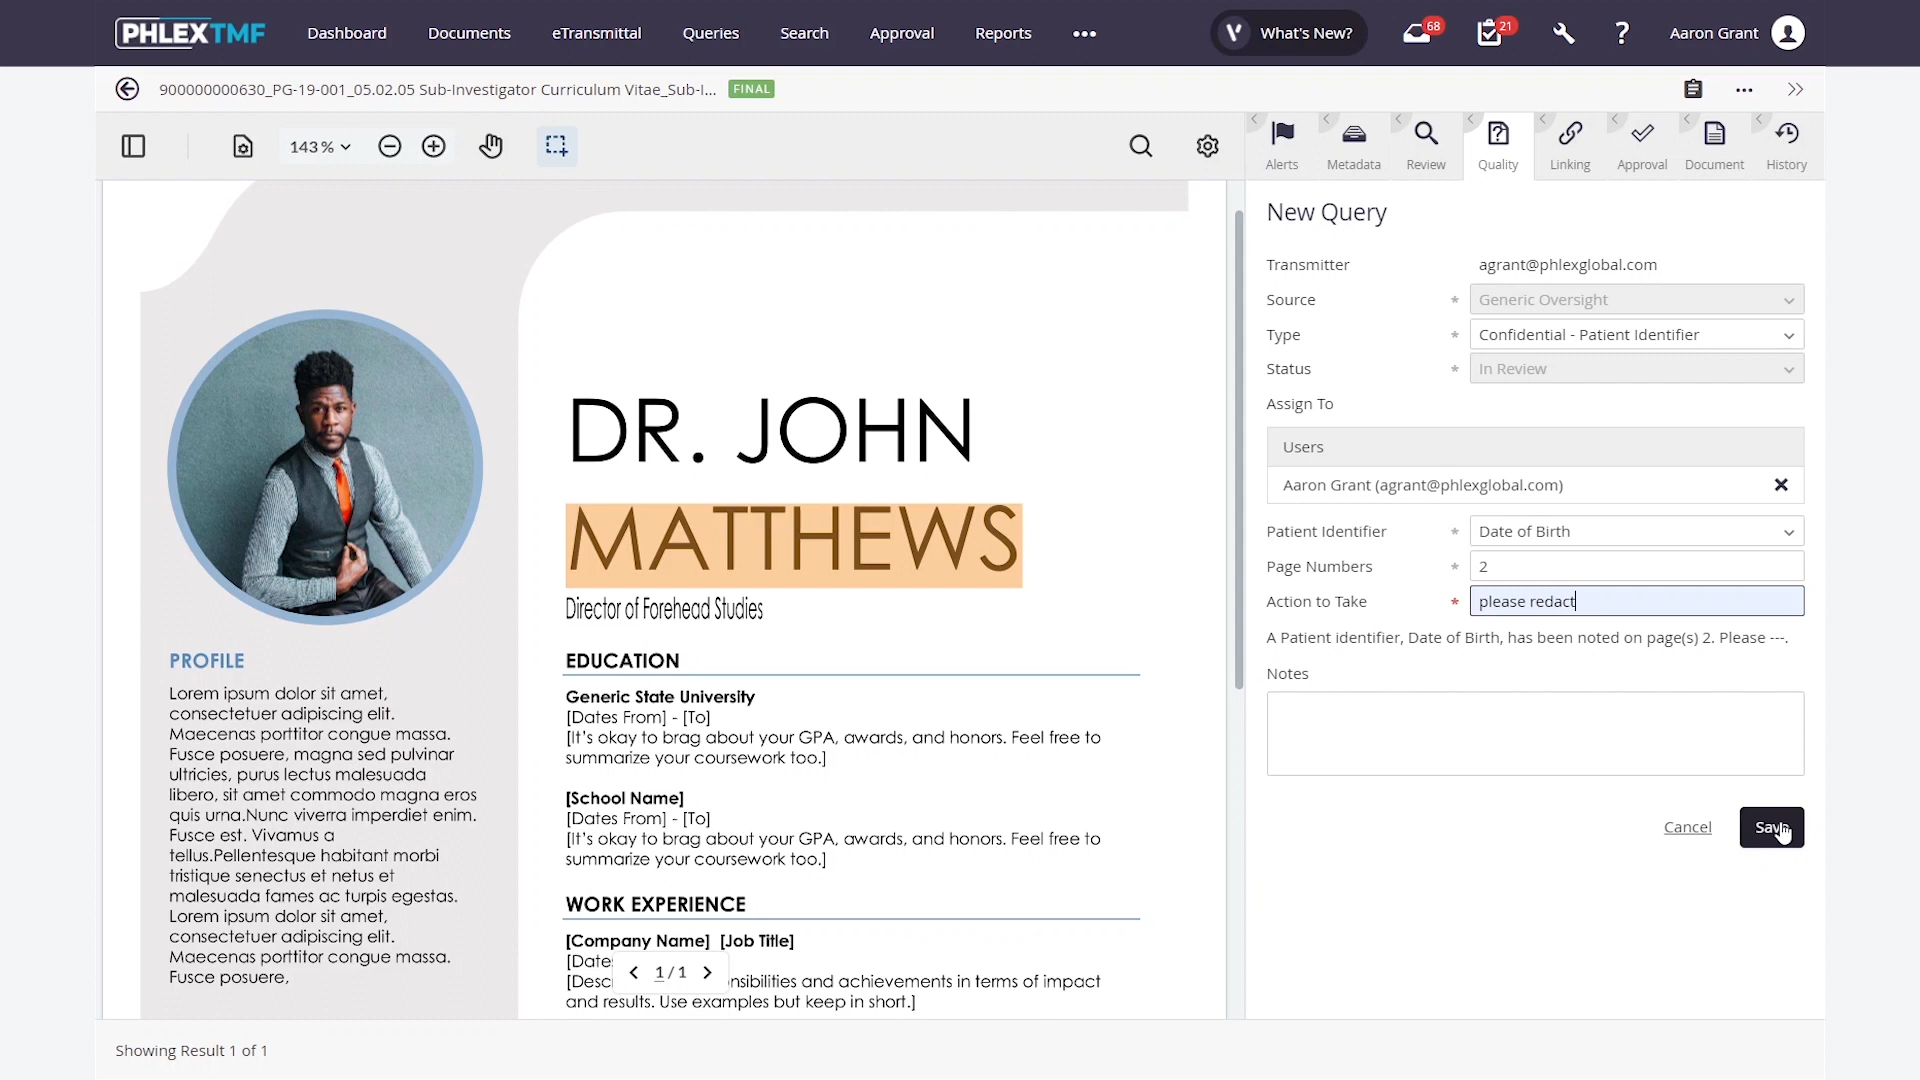 PHLEXTMF
Dashboard
Documents
eTransmittal
Queries
Search
Approval
Reports
What's New?
68
21
Aaron Grant
900000000630_PG-19-001_05.02.05 Sub-Investigator Curriculum Vitae_Sub-I...
FINAL
143 %
Alerts
Metadata
Review
Quality
Linking
Approval
Document
History
DR. JOHN
MATTHEWS
Director of Forehead Studies
PROFILE
Lorem ipsum dolor sit amet,
consectetuer adipiscing elit.
Maecenas porttitor congue massa.
Fusce posuere, magna sed pulvinar
ultricies, purus lectus malesuada
libero, sit amet commodo magna eros
quis urna.Nunc viverra imperdiet enim.
Fusce est. Vivamus a
tellus.Pellentesque habitant morbi
tristique senectus et netus et
malesuada fames ac turpis egestas.
Lorem ipsum dolor sit amet,
consectetuer adipiscing elit.
Maecenas porttitor congue massa.
Fusce posuere,
EDUCATION
Generic State University
[Dates From] - [To]
[It's okay to brag about your GPA, awards, and honors. Feel free to
summarize your coursework too.]
[School Name]
[Dates From] - [To]
[It's okay to brag about your GPA, awards, and honors. Feel free to
summarize your coursework too.]
WORK EXPERIENCE
[Company Name] [Job Title]
[Date
[Desc
nsibilities and achievements in terms of impact
and results. Use examples but keep in short.]
1 / 1
New Query
Transmitter
agrant@phlexglobal.com
Source * Generic Oversight
Type * Confidential - Patient Identifier
Status * In Review
Assign To
Users
Aaron Grant (agrant@phlexglobal.com)
Patient Identifier * Date of Birth
Page Numbers * 2
Action to Take * please redact
A Patient identifier, Date of Birth, has been noted on page(s) 2. Please ---.
Notes
Cancel
Save
Showing Result 1 of 1